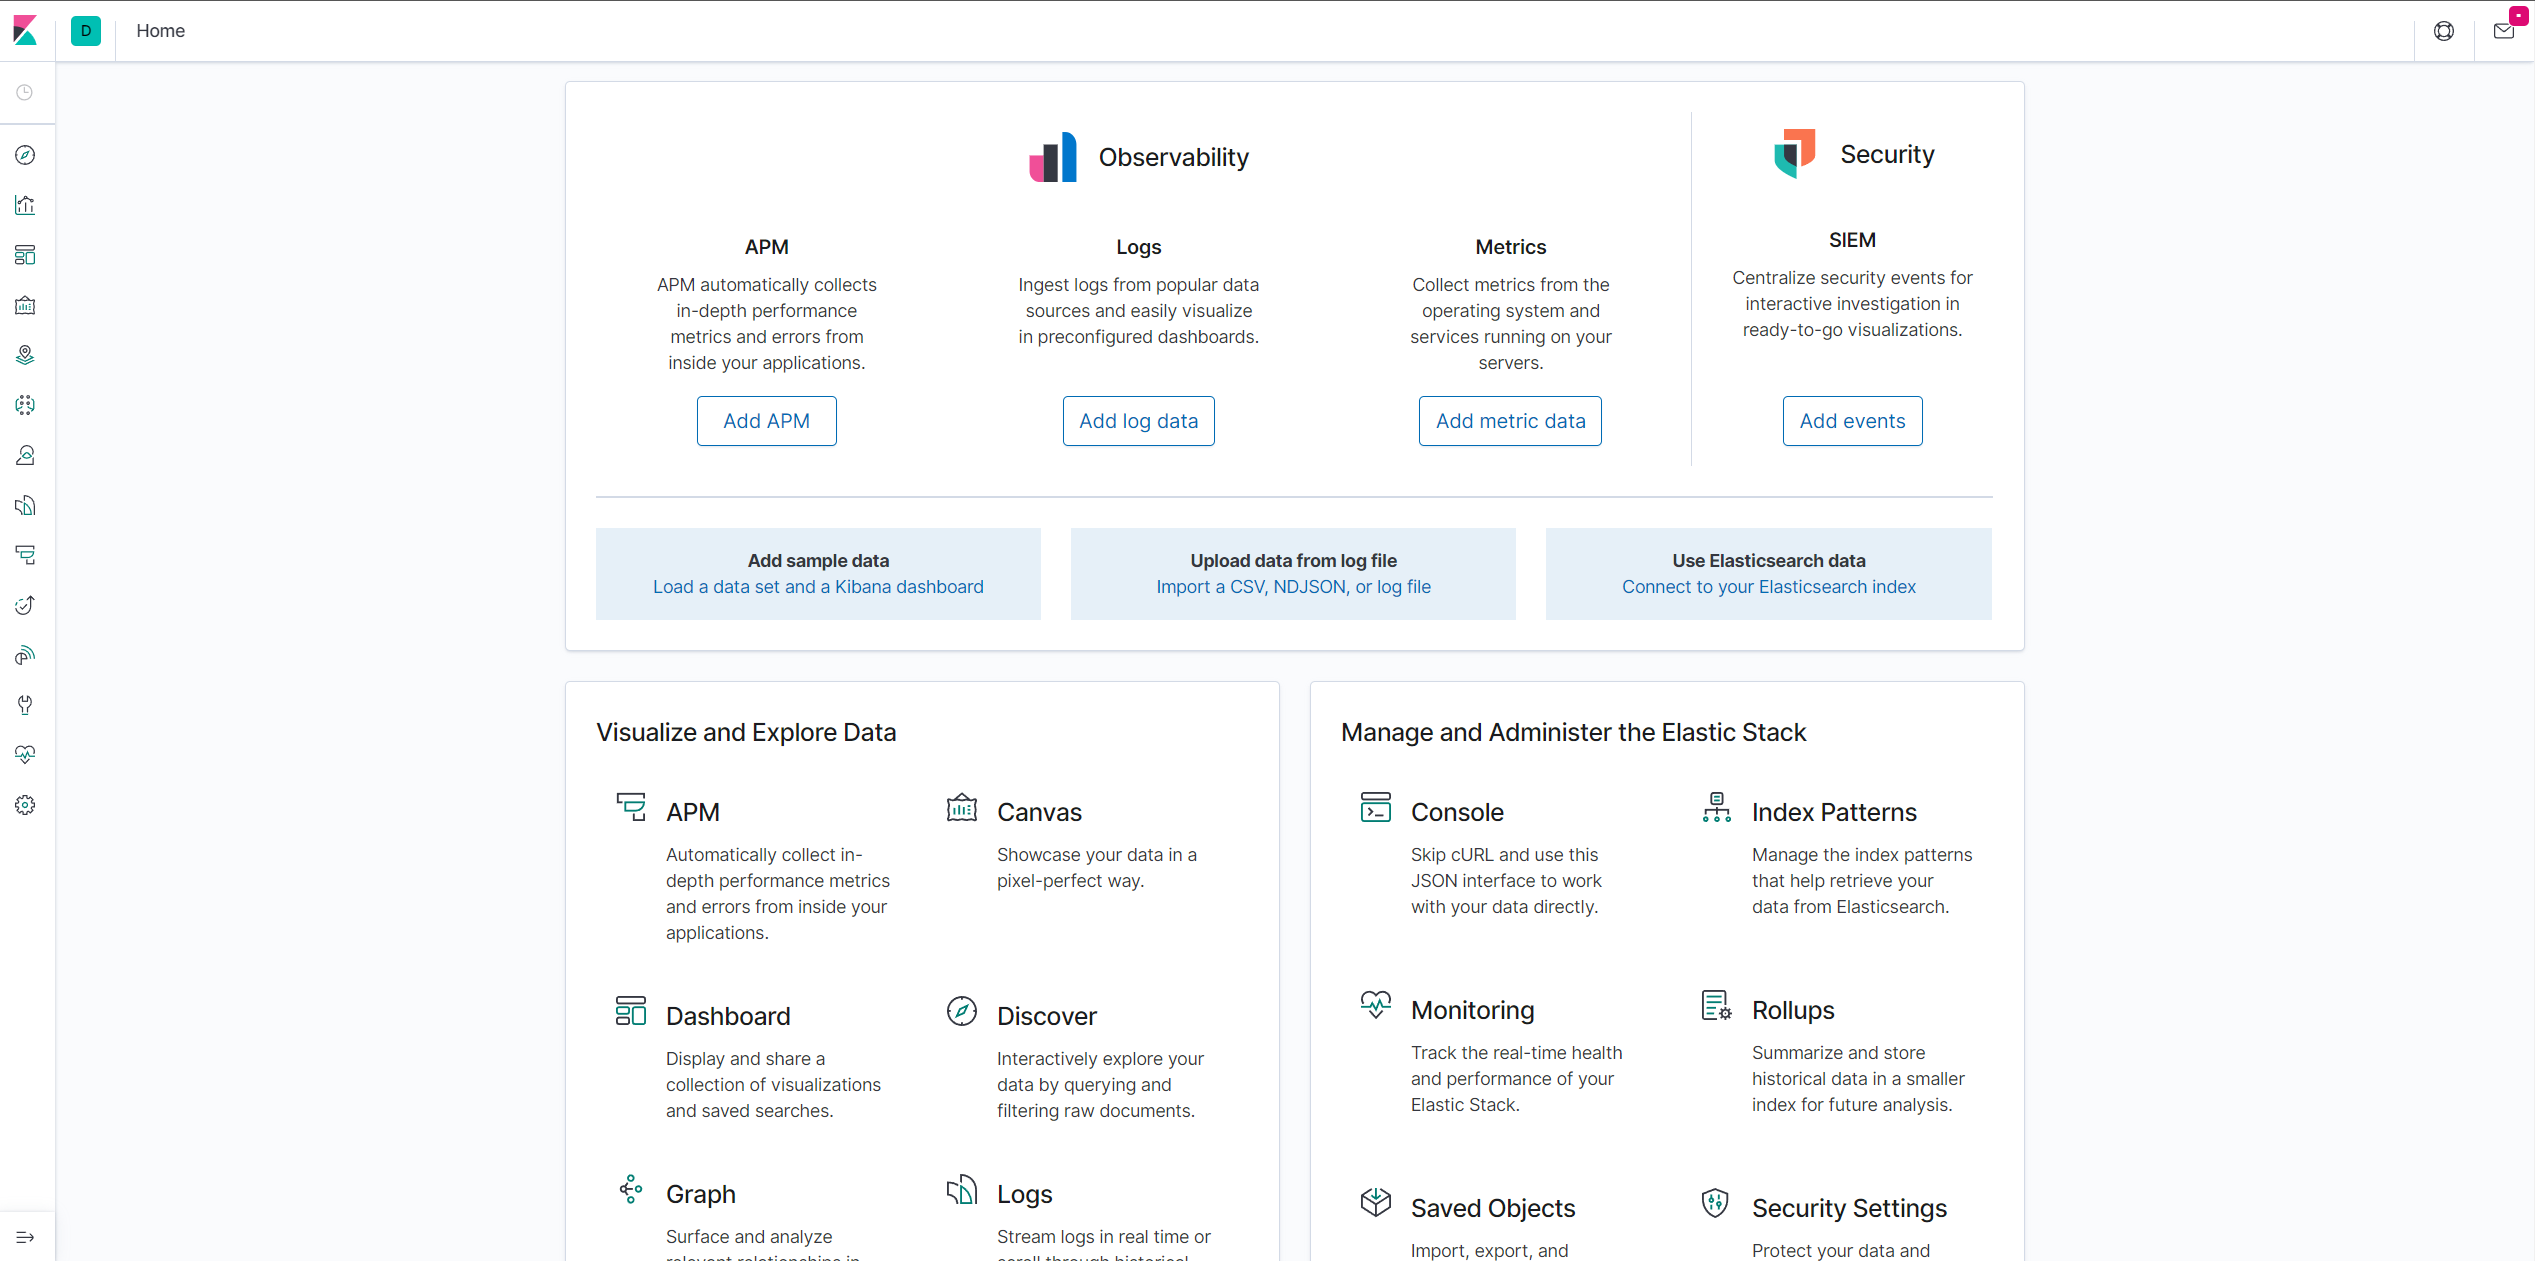 D
Home
Observability
Security
APM
APM automatically collects
in-depth performance
metrics and errors from
inside your applications.
Add APM
Logs
Ingest logs from popular data
sources and easily visualize
in preconfigured dashboards.
Add log data
Metrics
Collect metrics from the
operating system and
services running on your
servers.
Add metric data
SIEM
Centralize security events for
interactive investigation in
ready-to-go visualizations.
Add events
Add sample data
Load a data set and a Kibana dashboard
Upload data from log file
Import a CSV, NDJSON, or log file
Use Elasticsearch data
Connect to your Elasticsearch index
Visualize and Explore Data
APM
Automatically collect in-
depth performance metrics
and errors from inside your
applications.
Canvas
Showcase your data in a
pixel-perfect way.
Dashboard
Display and share a
collection of visualizations
and saved searches.
Discover
Interactively explore your
data by querying and
filtering raw documents.
Graph
Surface and analyze
relevant relationships in
Logs
Stream logs in real time or
scroll through historical
Manage and Administer the Elastic Stack
Console
Skip cURL and use this
JSON interface to work
with your data directly.
Index Patterns
Manage the index patterns
that help retrieve your
data from Elasticsearch.
Monitoring
Track the real-time health
and performance of your
Elastic Stack.
Rollups
Summarize and store
historical data in a smaller
index for future analysis.
Saved Objects
Import, export, and
Security Settings
Protect your data and